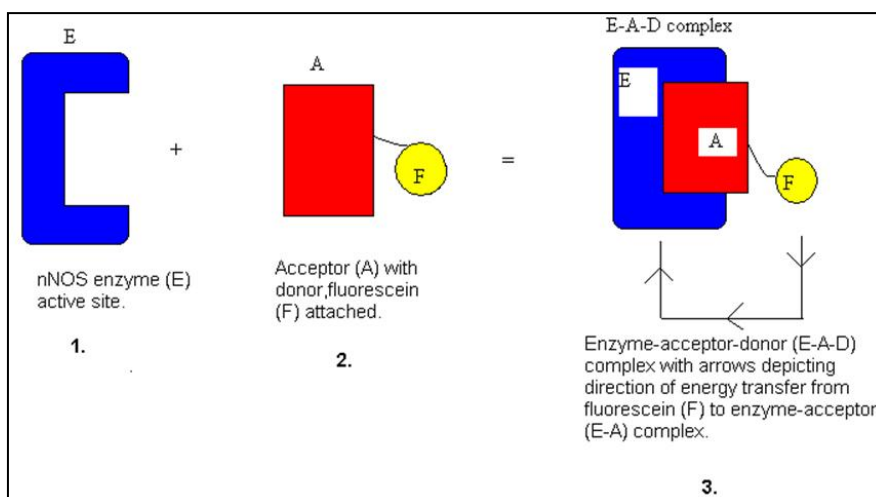 E
+
nNOS enzyme (E)
active site.
1.
A
F
Acceptor (A) with
donor,fluorescein
(F) attached.
2.
=
E-A-D complex
E
A
F
Enzyme-acceptor-donor (E-A-D)
complex with arrows depicting
direction of energy transfer from
fluorescein (F) to enzyme-acceptor
(E-A) complex.
3.